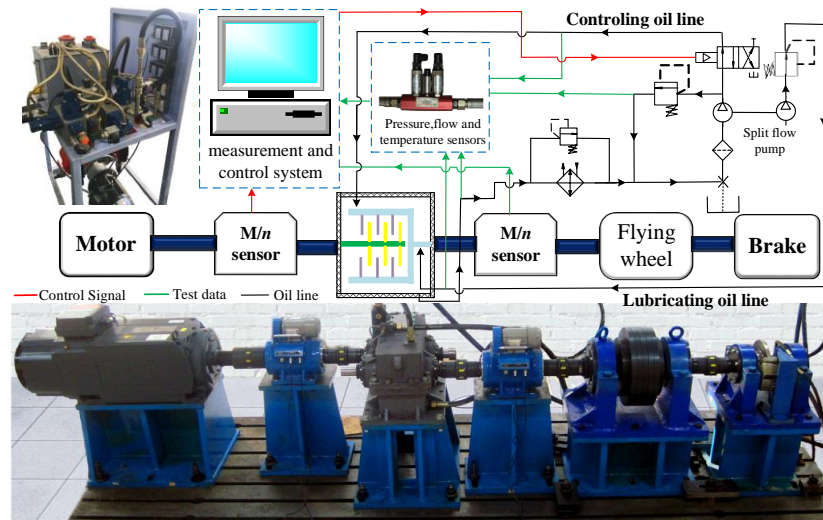 Controling oil line
Pressure,flow and
temperature sensors
Split flow
pump
measurement and
control system
Motor
M/n
sensor
M/n
sensor
Flying
wheel
Brake
Control Signal
Test data
Oil line
Lubricating oil line